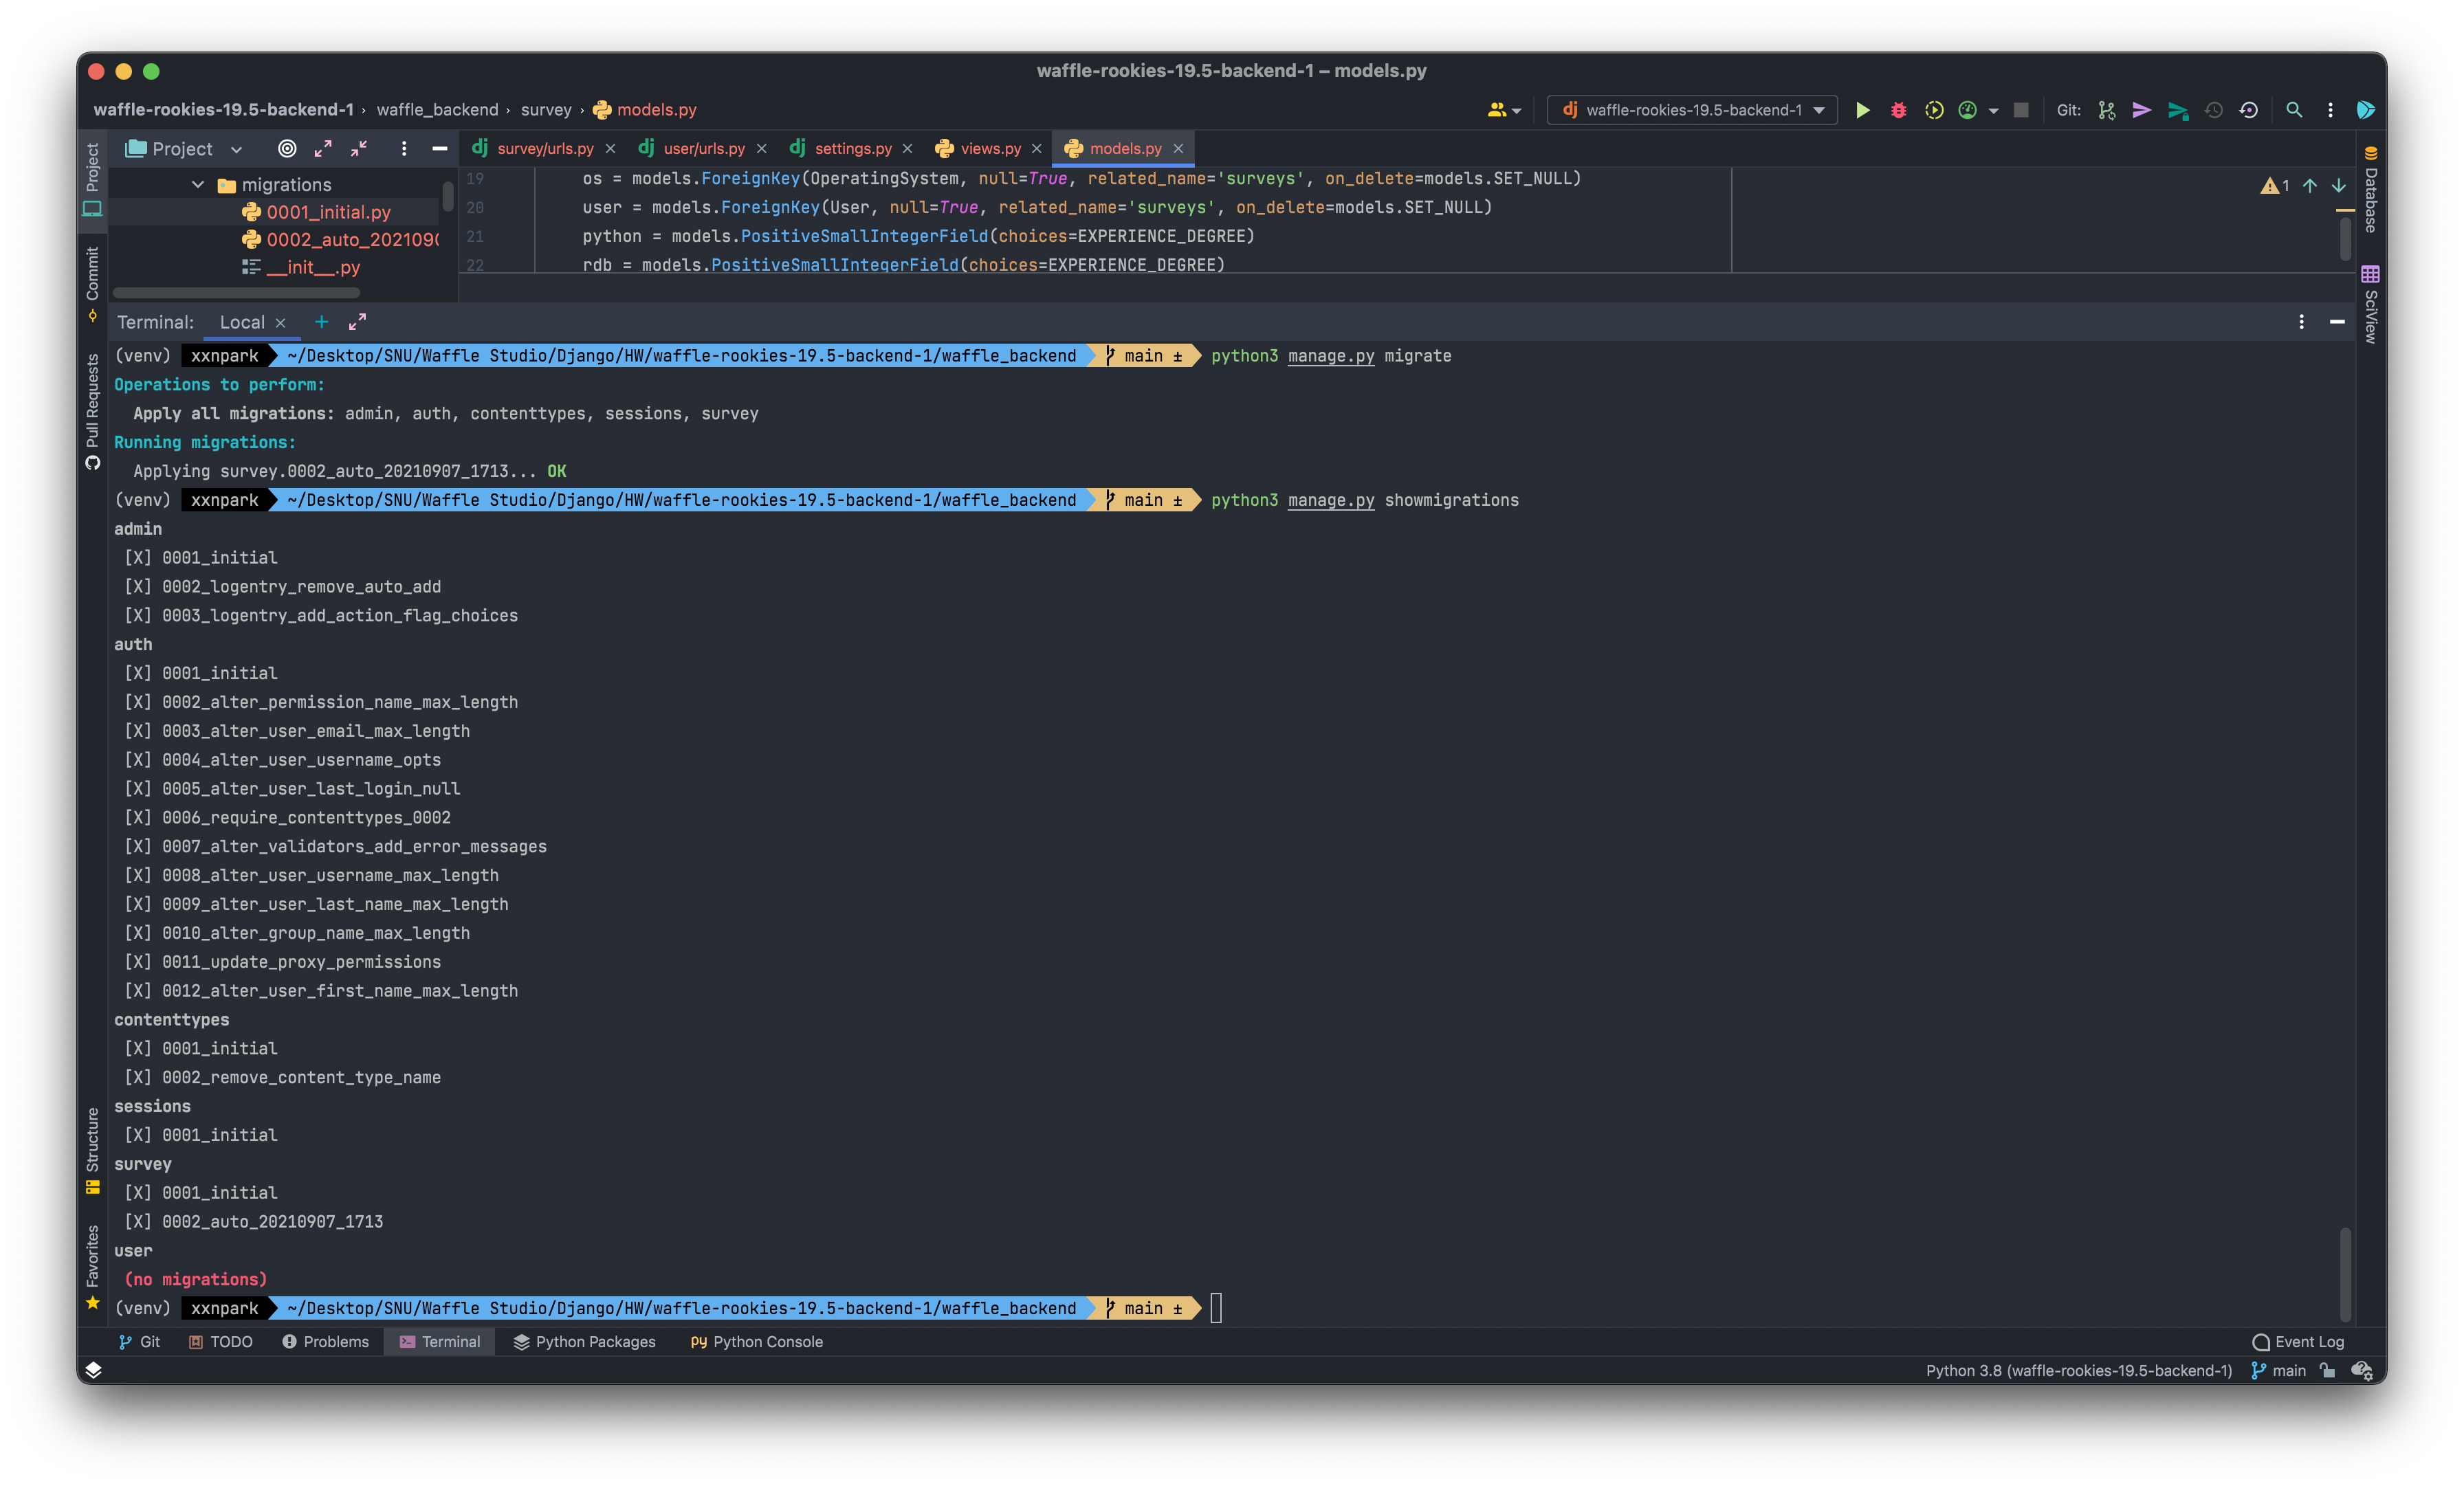 waffle-rookies-19.5-backend-1 – models.py
waffle-rookies-19.5-backend-1 › waffle_backend › survey › models.py
waffle-rookies-19.5-backend-1
Git:
Project
survey/urls.py
user/urls.py
settings.py
views.py
models.py
migrations
0001_initial.py
0002_auto_202109
__init__.py
19 os = models.ForeignKey(OperatingSystem, null=True, related_name='surveys', on_delete=models.SET_NULL)
20 user = models.ForeignKey(User, null=True, related_name='surveys', on_delete=models.SET_NULL)
21 python = models.PositiveSmallIntegerField(choices=EXPERIENCE_DEGREE)
22 rdb = models.PositiveSmallIntegerField(choices=EXPERIENCE_DEGREE)
1
Project
Commit
Pull Requests
Structure
Favorites
Database
SciView
Terminal: Local
(venv) xxnpark ~/Desktop/SNU/Waffle Studio/Django/HW/waffle-rookies-19.5-backend-1/waffle_backend main ± python3 manage.py migrate
Operations to perform:
Apply all migrations: admin, auth, contenttypes, sessions, survey
Running migrations:
Applying survey.0002_auto_20210907_1713... OK
(venv) xxnpark ~/Desktop/SNU/Waffle Studio/Django/HW/waffle-rookies-19.5-backend-1/waffle_backend main ± python3 manage.py showmigrations
admin
[X] 0001_initial
[X] 0002_logentry_remove_auto_add
[X] 0003_logentry_add_action_flag_choices
auth
[X] 0001_initial
[X] 0002_alter_permission_name_max_length
[X] 0003_alter_user_email_max_length
[X] 0004_alter_user_username_opts
[X] 0005_alter_user_last_login_null
[X] 0006_require_contenttypes_0002
[X] 0007_alter_validators_add_error_messages
[X] 0008_alter_user_username_max_length
[X] 0009_alter_user_last_name_max_length
[X] 0010_alter_group_name_max_length
[X] 0011_update_proxy_permissions
[X] 0012_alter_user_first_name_max_length
contenttypes
[X] 0001_initial
[X] 0002_remove_content_type_name
sessions
[X] 0001_initial
survey
[X] 0001_initial
[X] 0002_auto_20210907_1713
user
(no migrations)
(venv) xxnpark ~/Desktop/SNU/Waffle Studio/Django/HW/waffle-rookies-19.5-backend-1/waffle_backend main ±
Git TODO Problems Terminal Python Packages Python Console Event Log
Python 3.8 (waffle-rookies-19.5-backend-1) main